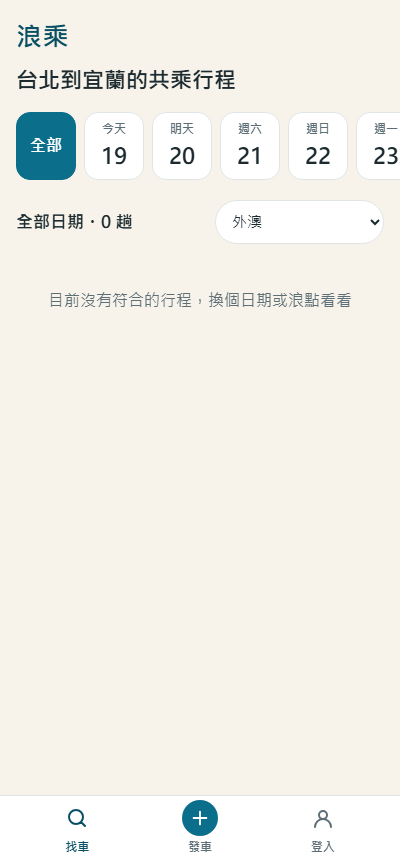 浪乘
台北到宜蘭的共乘行程
全部
今天
19
明天
20
週六
21
週日
22
週一
23
全部日期・0 趟
外澳
目前沒有符合的行程，換個日期或浪點看看
找車
發車
登入